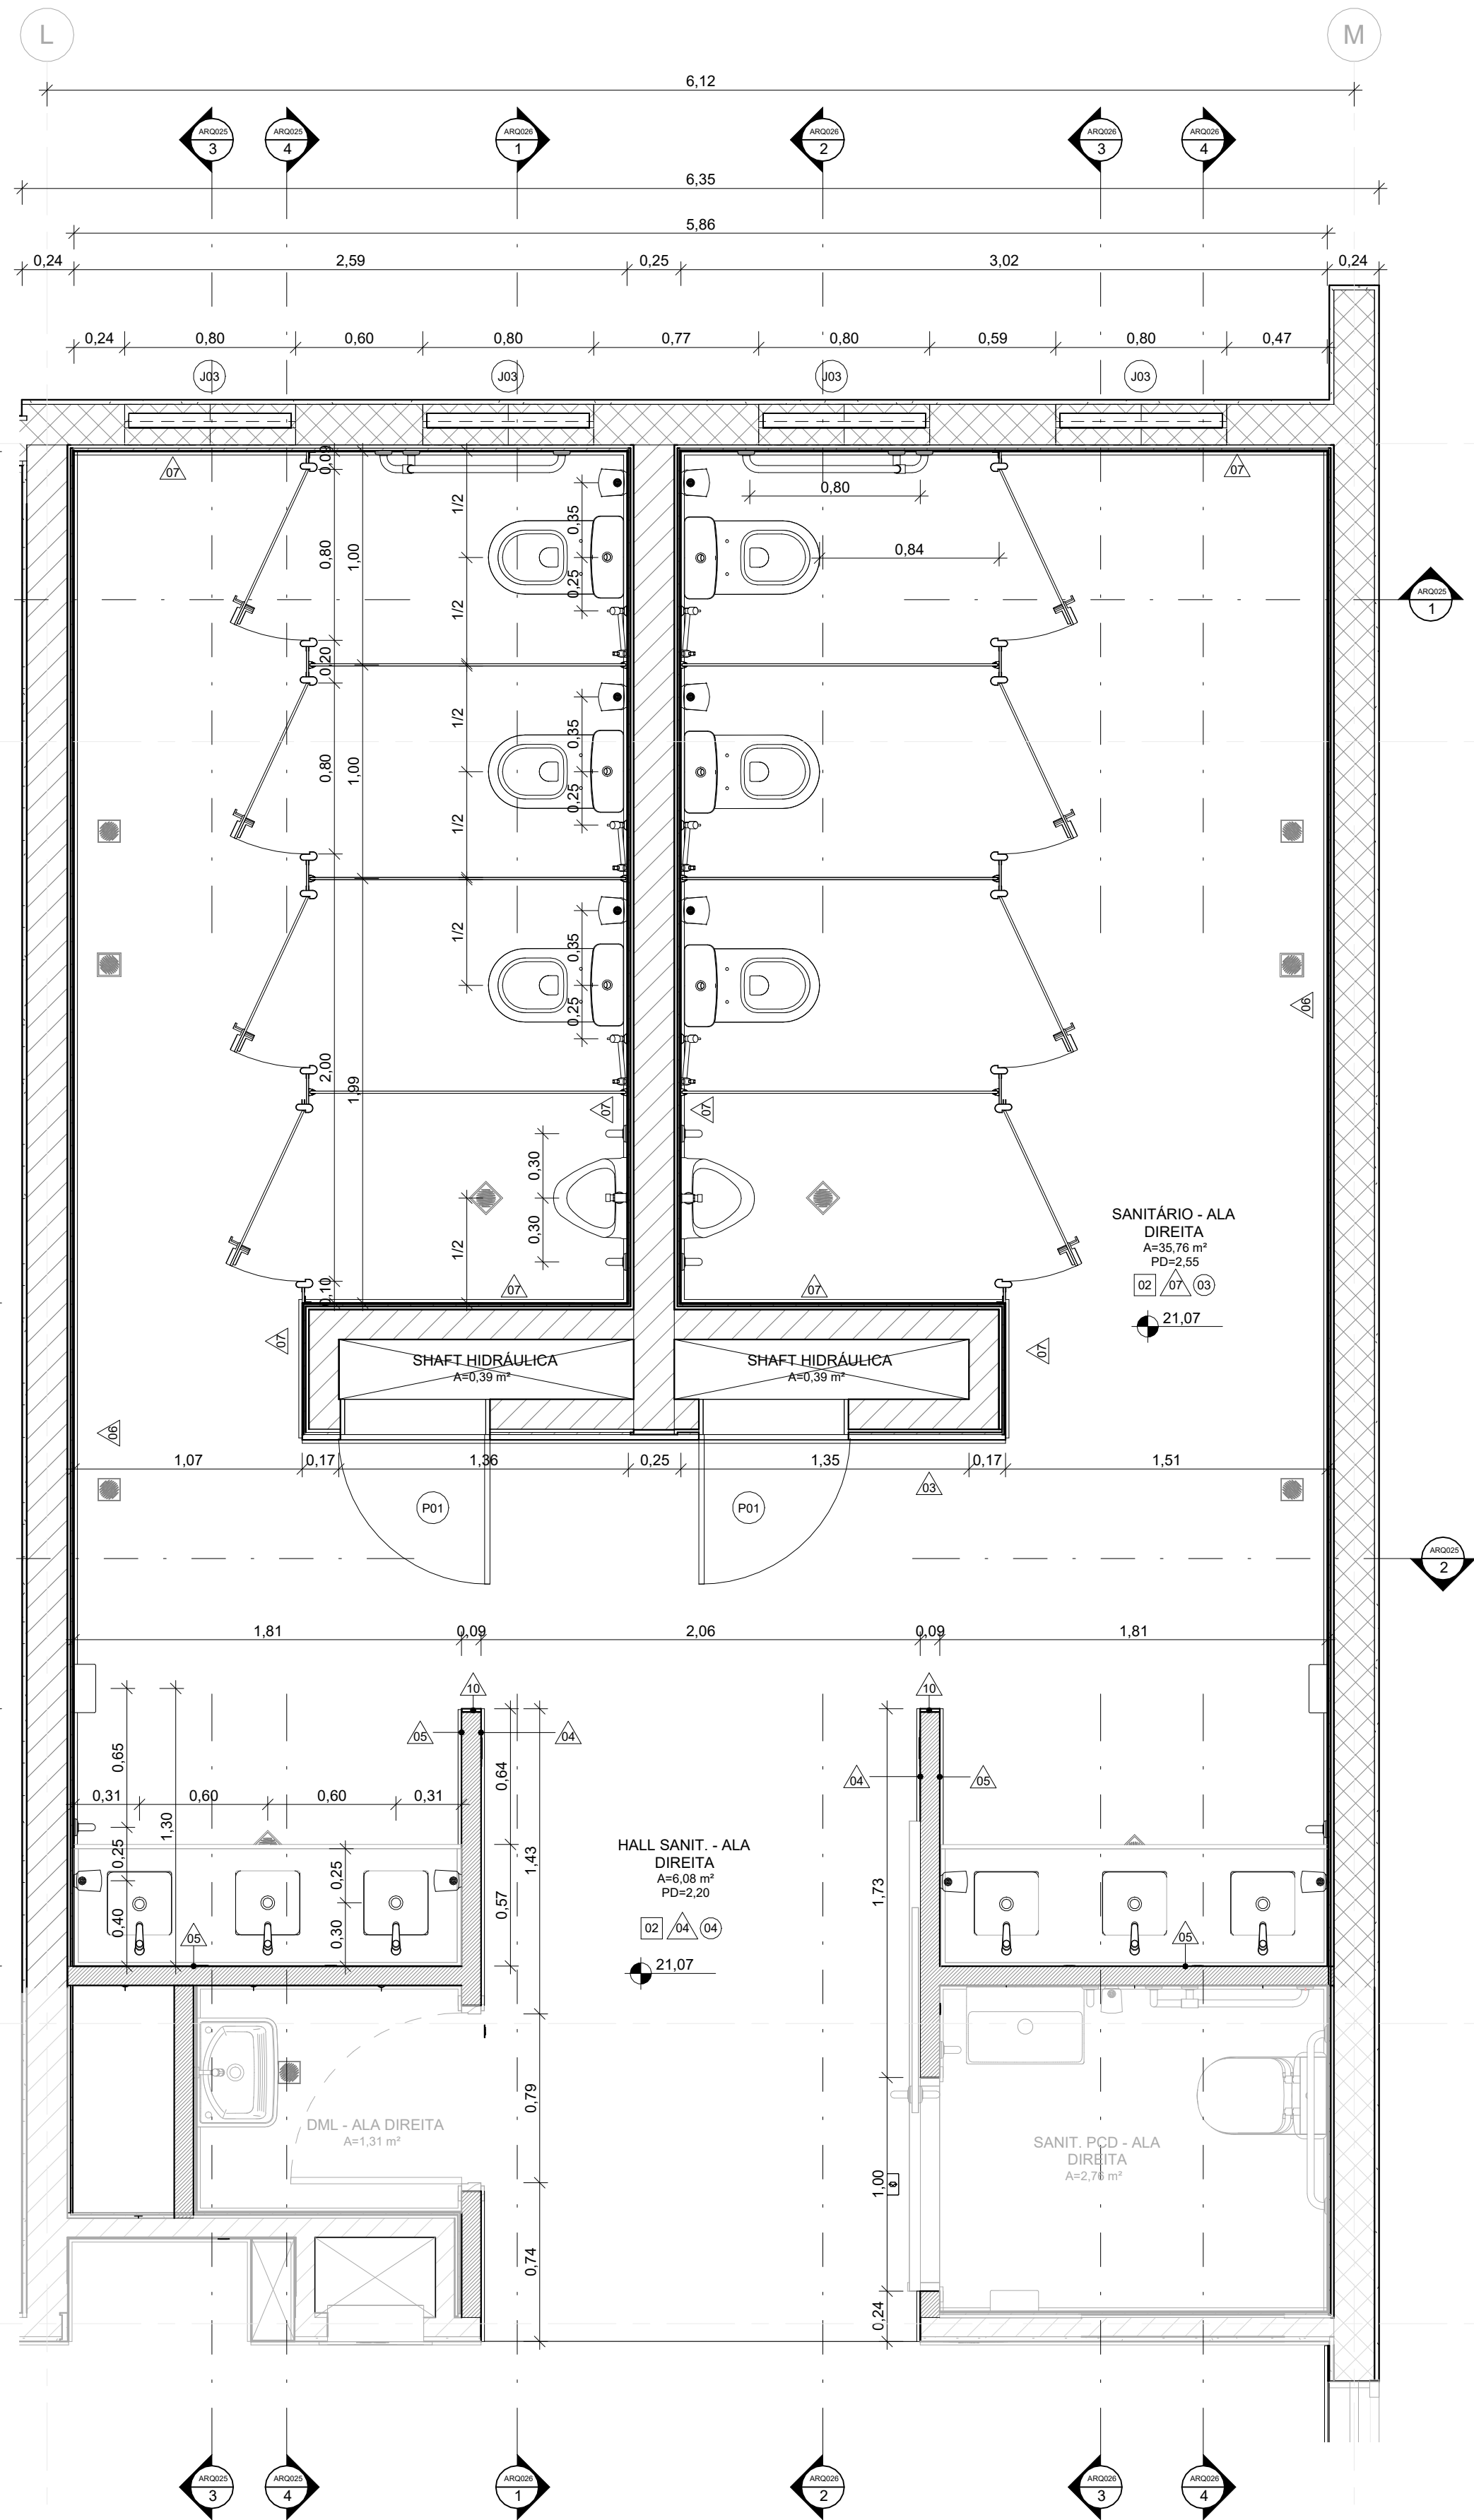 L
M
6,12
ARQ025
3
ARQ025
4
ARQ026
1
ARQ026
2
ARQ026
3
ARQ026
4
6,35
5,86
0,24
2,59
0,25
3,02
0,24
0,24
0,80
0,60
0,80
0,77
0,80
0,59
0,80
0,47
J03
J03
J03
J03
07
07
0,09
0,80
1,00
1/2
1/2
0,35
0,25
0,80
0,84
ARQ025
1
0,20
0,80
1,00
1/2
1/2
0,35
0,25
1/2
0,35
0,25
06
2,00
1,99
07
07
0,30
0,30
1/2
0,10
07
07
SANITÁRIO - ALA
DIREITA
A=35,76 m²
PD=2,55
02
07
03
21,07
07
07
SHAFT HIDRÁULICA
A=0,39 m²
SHAFT HIDRÁULICA
A=0,39 m²
06
1,07
0,17
1,36
0,25
1,35
0,17
1,51
03
P01
P01
ARQ025
2
1,81
0,09
2,06
0,09
1,81
10
10
05
04
04
05
0,65
0,64
0,31
0,60
0,60
0,31
1,30
0,25
0,25
1,43
0,40
0,30
0,57
1,73
HALL SANIT. - ALA
DIREITA
A=6,08 m²
PD=2,20
02
04
04
21,07
05
05
0,79
DML - ALA DIREITA
A=1,31 m²
SANIT. PCD - ALA
DIREITA
A=2,76 m²
1,00
0,74
0,24
ARQ025
3
ARQ025
4
ARQ026
1
ARQ026
2
ARQ026
3
ARQ026
4